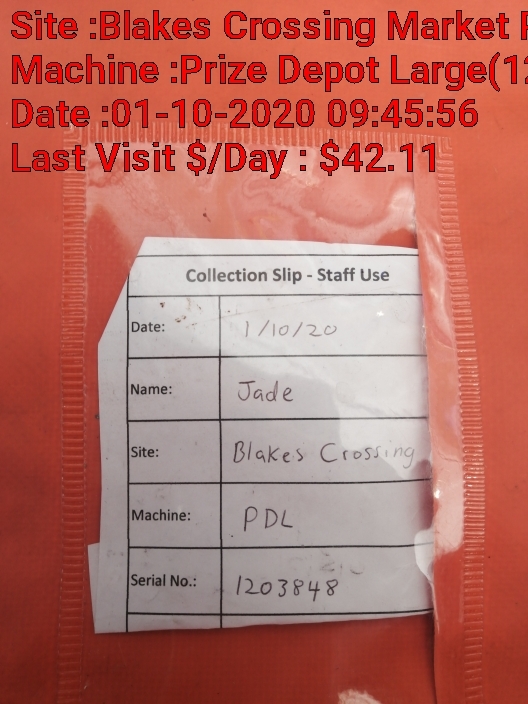 Site :Blakes Crossing Market
Machine :Prize Depot Large(12
Date :01-10-2020 09:45:56
Last Visit $/Day : $42.11
Collection Slip - Staff Use
Date: 1/10/20
Name: Jade
Site: Blakes Crossing
Machine: PDL
Serial No.: 1203848